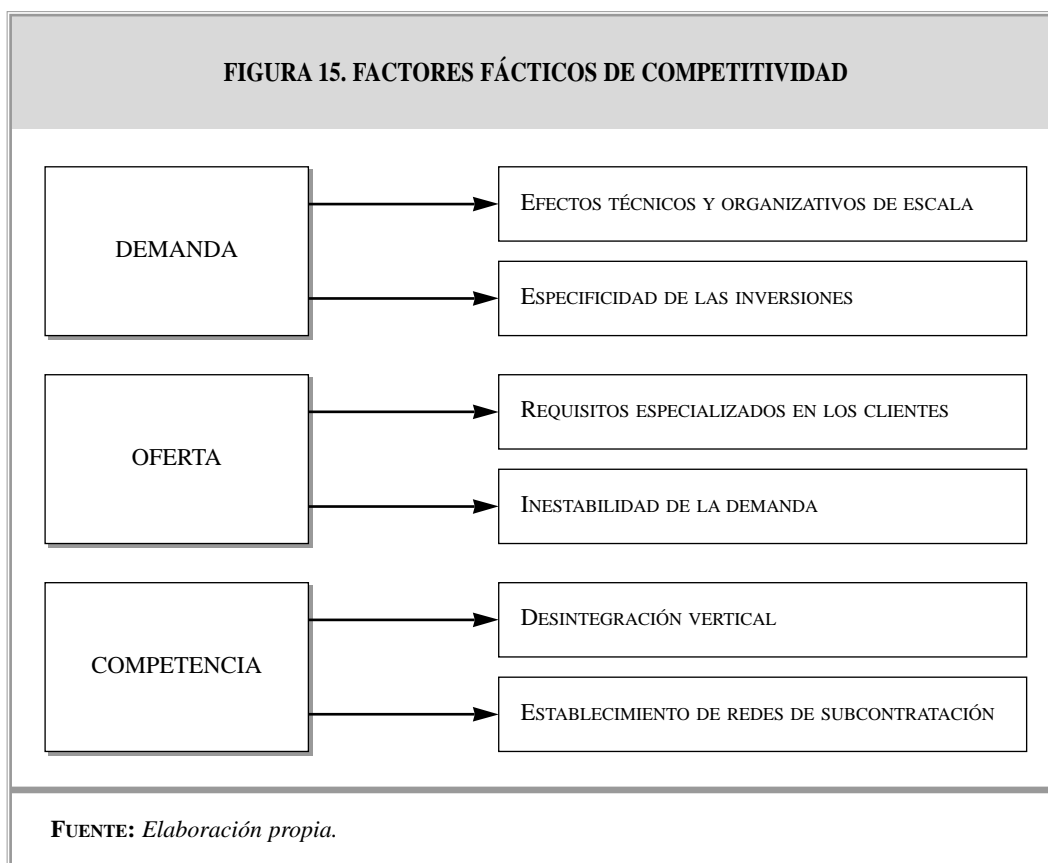 FIGURA 15. FACTORES FÁCTICOS DE COMPETITIVIDAD
DEMANDA
EFECTOS TÉCNICOS Y ORGANIZATIVOS DE ESCALA
ESPECIFICIDAD DE LAS INVERSIONES
OFERTA
REQUISITOS ESPECIALIZADOS EN LOS CLIENTES
INESTABILIDAD DE LA DEMANDA
COMPETENCIA
DESINTEGRACIÓN VERTICAL
ESTABLECIMIENTO DE REDES DE SUBCONTRATACIÓN
FUENTE: Elaboración propia.